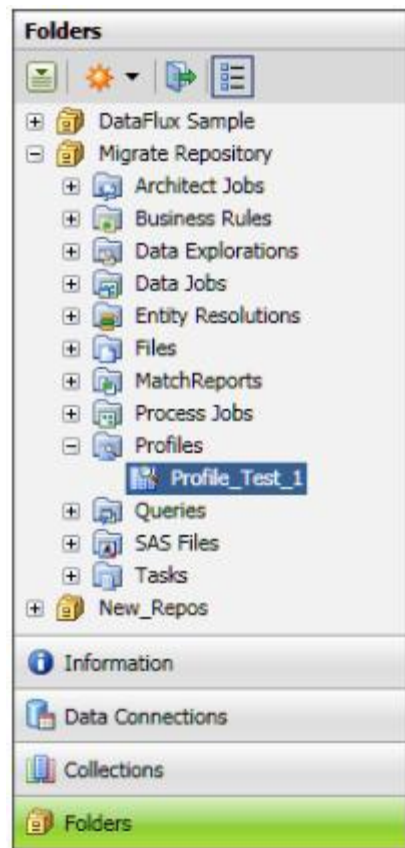 Folders
DataFlux Sample
Migrate Repository
Architect Jobs
Business Rules
Data Explorations
Data Jobs
Entity Resolutions
Files
MatchReports
Process Jobs
Profiles
Profile_Test_1
Queries
SAS Files
Tasks
New_Repos
Information
Data Connections
Collections
Folders